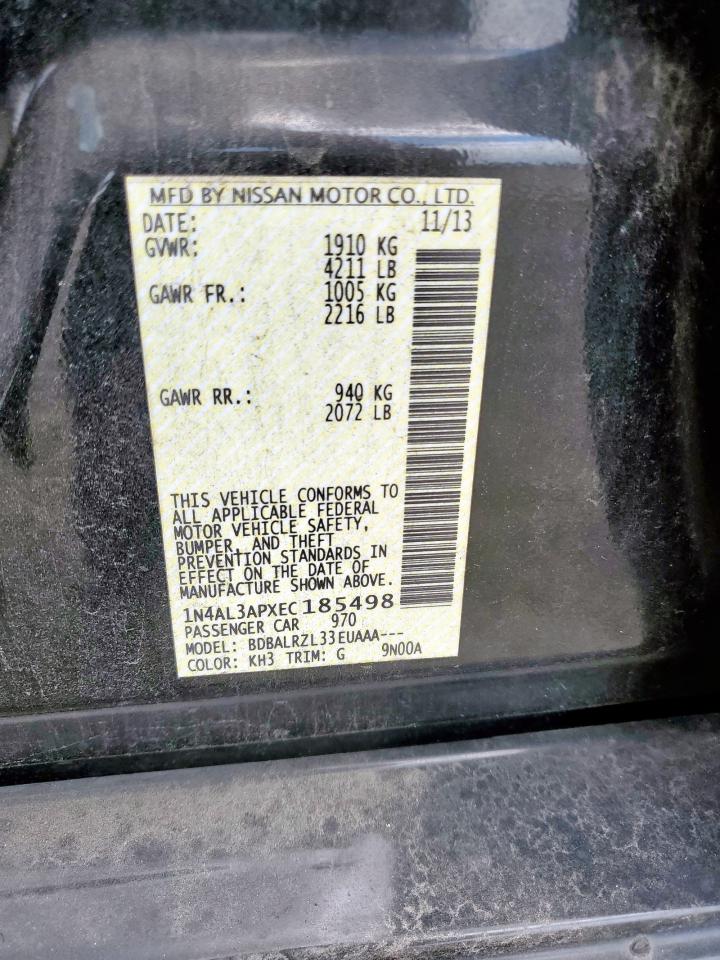 MFD BY NISSAN MOTOR CO., LTD.
DATE: 11/13
GVWR: 1910 KG
4211 LB
GAWR FR.: 1005 KG
2216 LB
GAWR RR.: 940 KG
2072 LB
THIS VEHICLE CONFORMS TO
ALL APPLICABLE FEDERAL
MOTOR VEHICLE SAFETY,
BUMPER, AND THEFT
PREVENTION STANDARDS IN
EFFECT ON THE DATE OF
MANUFACTURE SHOWN ABOVE.
1N4AL3APXEC185498
PASSENGER CAR 970
MODEL: BDBALRZL33EUAAA---
COLOR: KH3 TRIM: G 9N00A